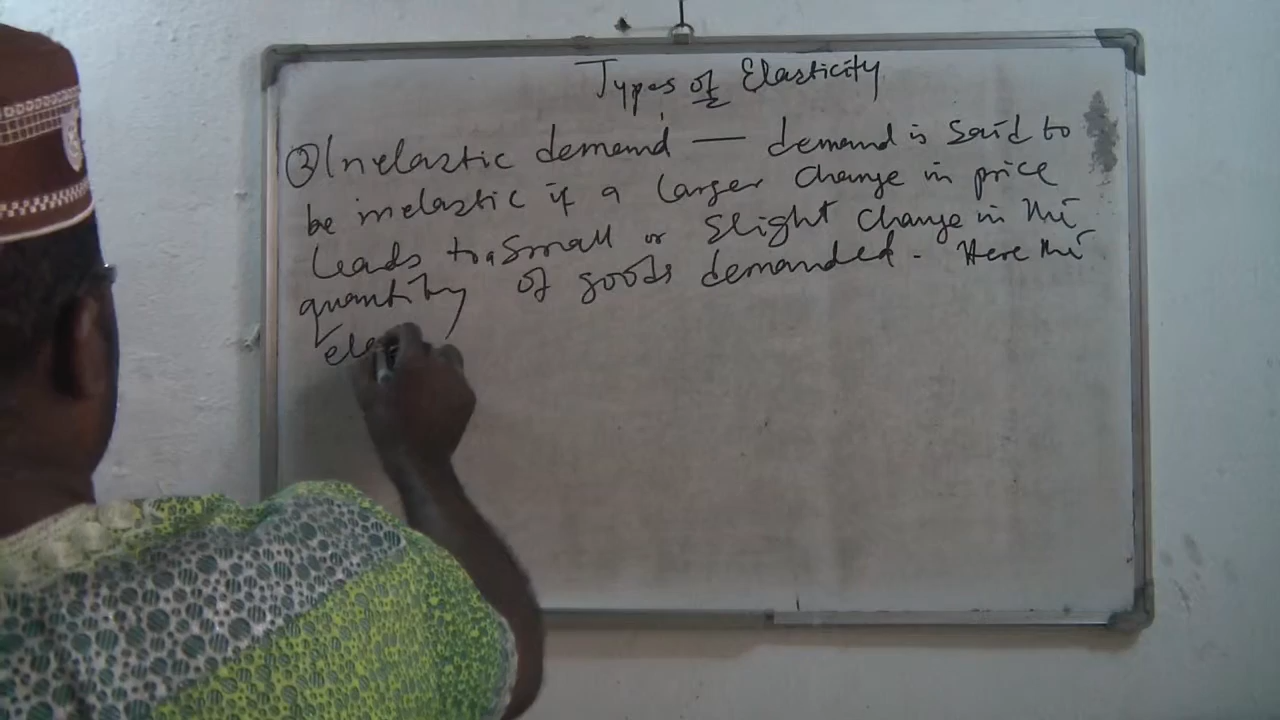 Types of Elasticity
② Inelastic demand — demand is said to
be inelastic if a larger change in price
leads to a small or slight change in the
quantity of goods demanded. Here the